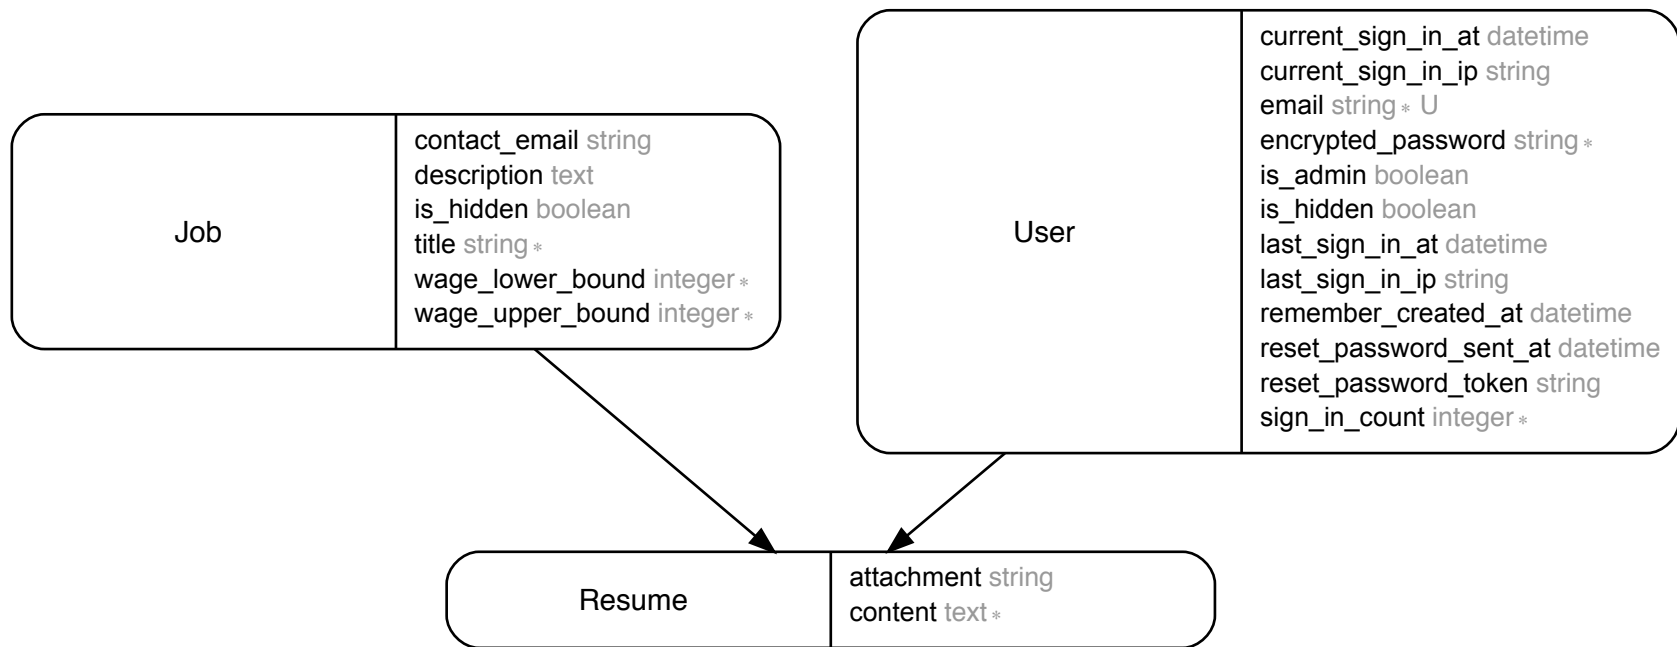 Job
contact_email string
description text
is_hidden boolean
title string *
wage_lower_bound integer *
wage_upper_bound integer *
User
current_sign_in_at datetime
current_sign_in_ip string
email string * U
encrypted_password string *
is_admin boolean
is_hidden boolean
last_sign_in_at datetime
last_sign_in_ip string
remember_created_at datetime
reset_password_sent_at datetime
reset_password_token string
sign_in_count integer *
Resume
attachment string
content text *